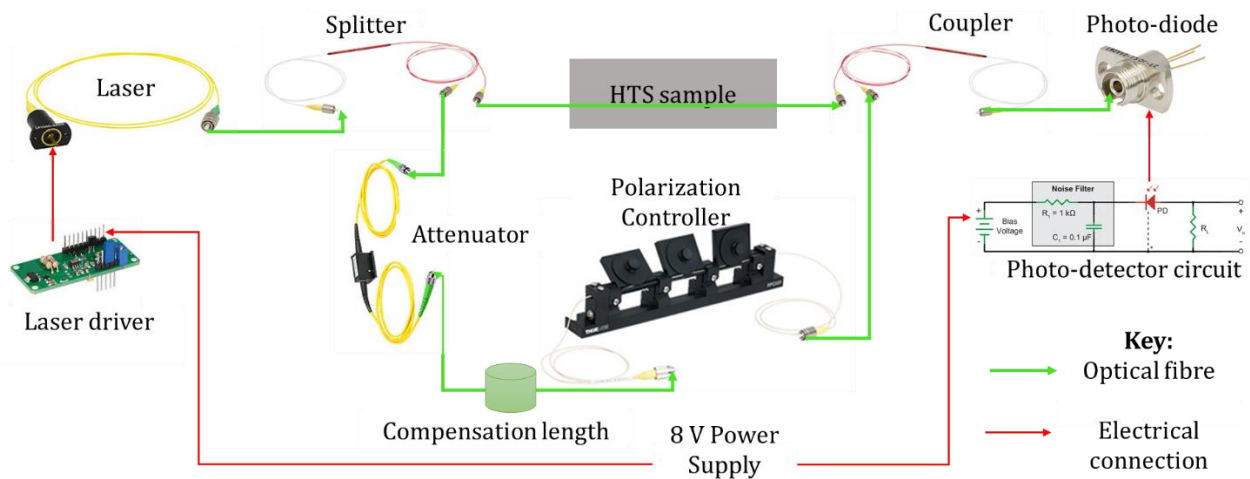 Splitter
Coupler
Photo-diode
Laser
HTS sample
Polarization
Controller
Attenuator
Noise Filter
R₁ = 1 kΩ
C₁ = 0.1 µF
Bias
Voltage
+
-
PD
+
-
Photo-detector circuit
Laser driver
THORLABS
Key:
Optical fibre
Compensation length
8 V Power
Supply
Electrical
connection